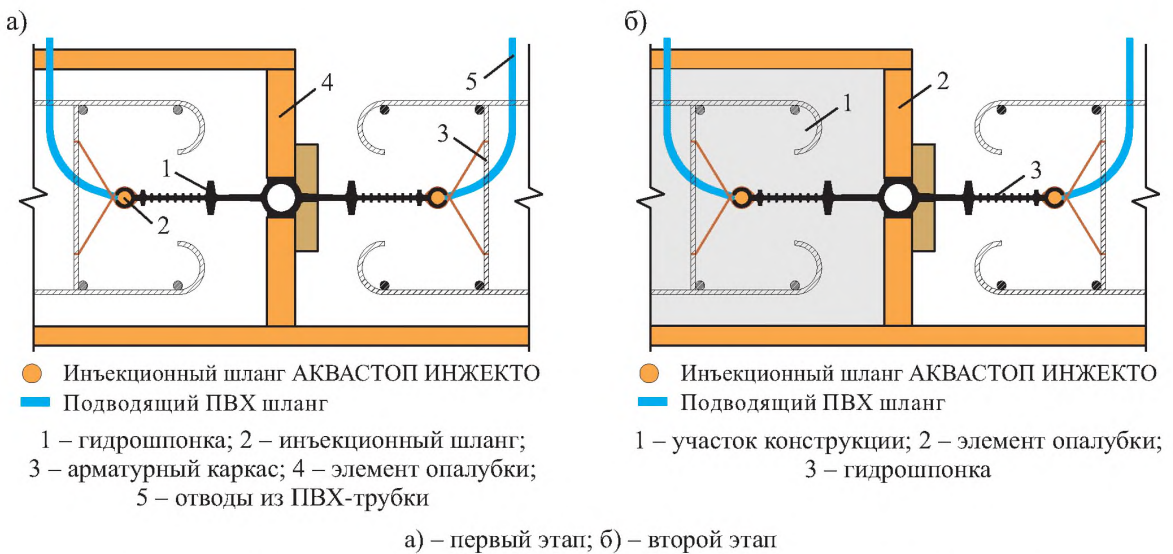 а)
б)
4
5
3
1
2
1
2
3
Инъекционный шланг АКВАСТОП ИНЖЕКТО
Подводящий ПВХ шланг
1 – гидрошпонка; 2 – инъекционный шланг;
3 – арматурный каркас; 4 – элемент опалубки;
5 – отводы из ПВХ-трубки
Инъекционный шланг АКВАСТОП ИНЖЕКТО
Подводящий ПВХ шланг
1 – участок конструкции; 2 – элемент опалубки;
3 – гидрошпонка
а) – первый этап; б) – второй этап